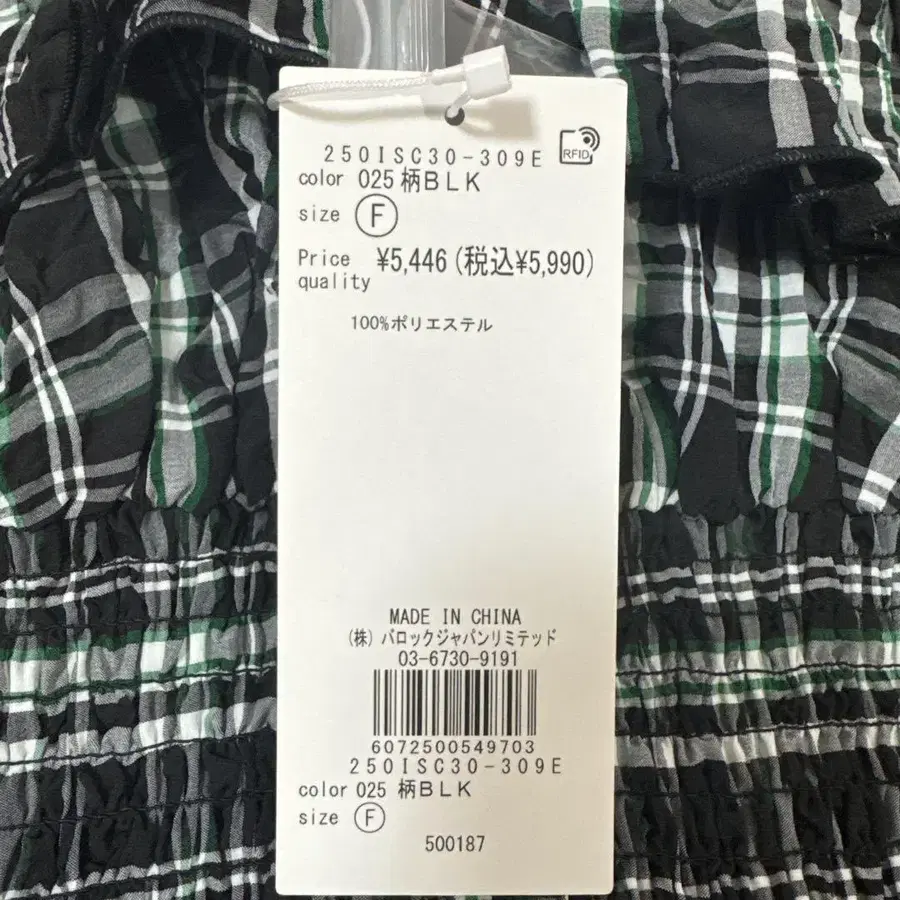 250ISC30-309E
RFID
color 025 柄BLK
size F
Price ¥5,446(税込¥5,990)
quality
100%ポリエステル
MADE IN CHINA
(株)バロックジャパンリミテッド
03-6730-9191
6072500549703
250ISC30-309E
color 025 柄BLK
size F
500187